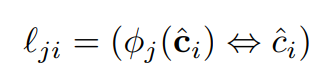 ℓ_{ji} = (ϕ_j(𝐜̂_i) ⇔ ĉ_i)